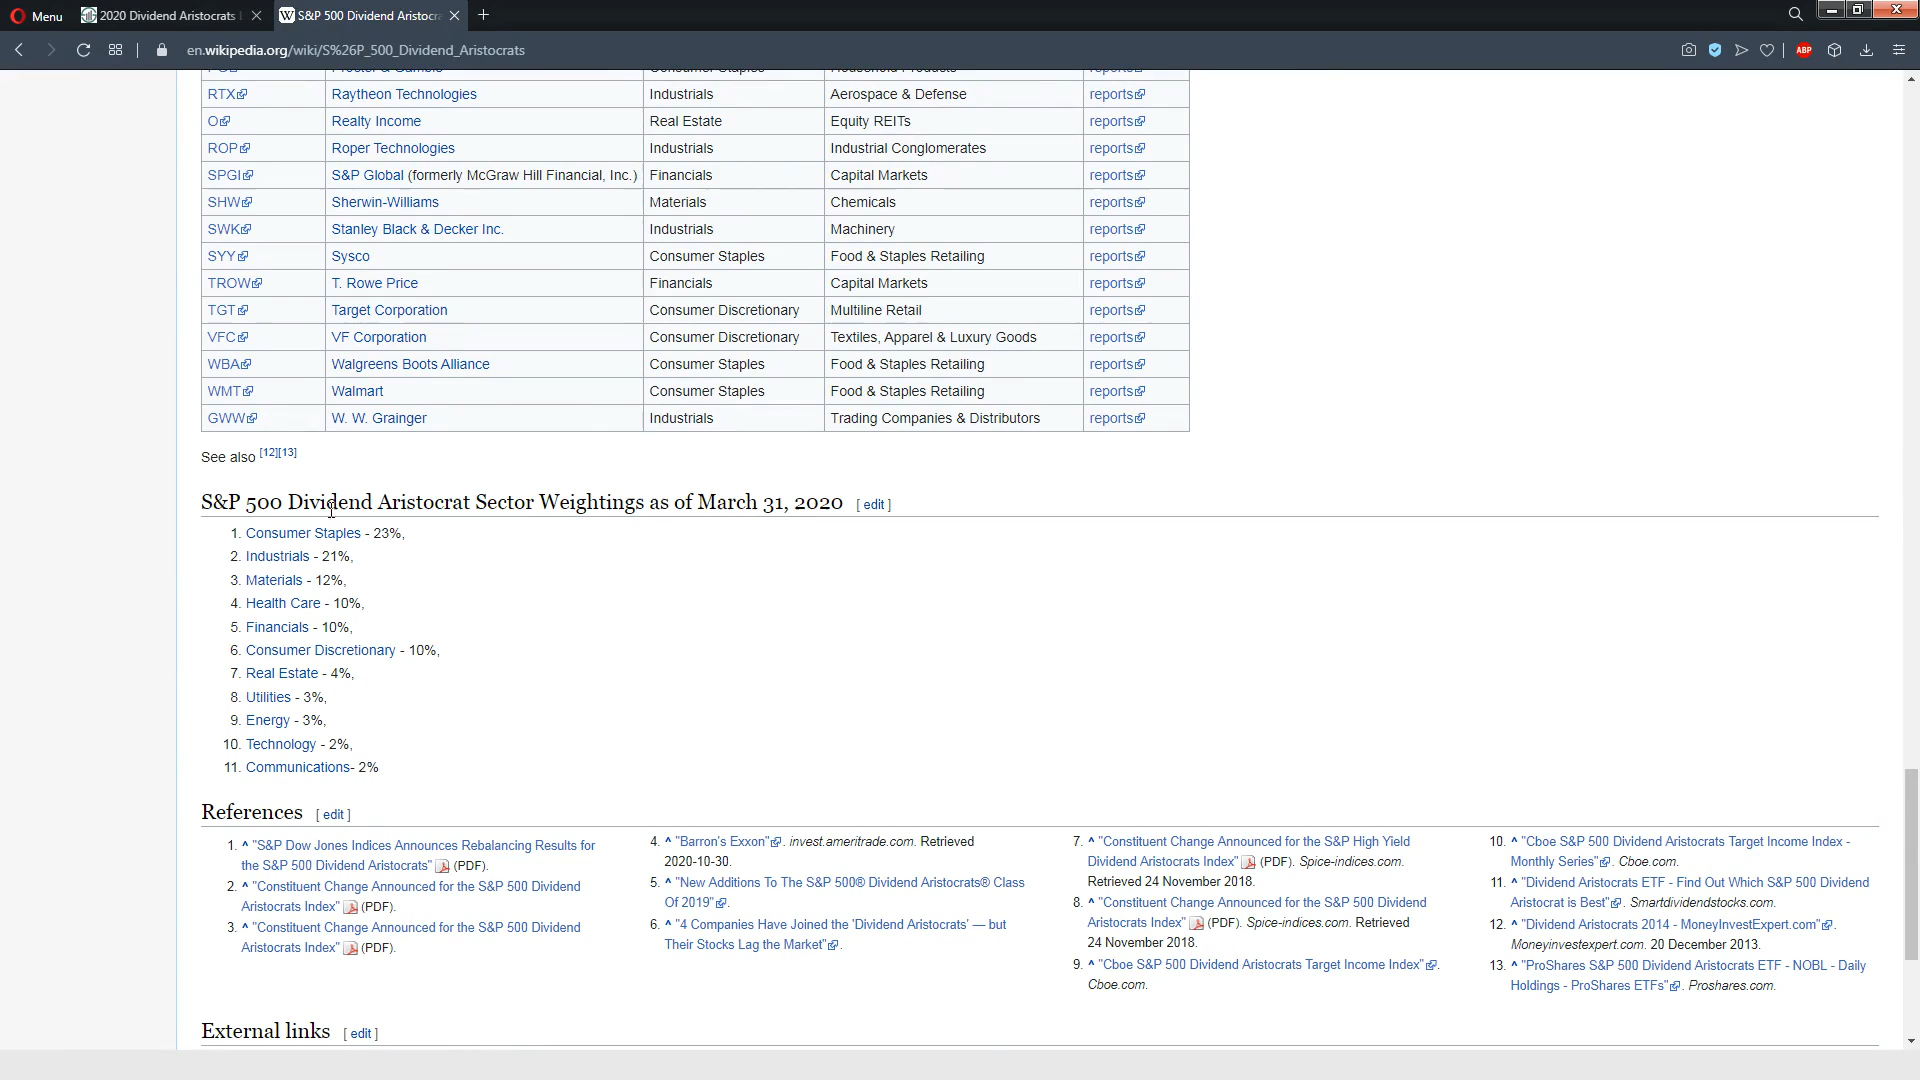 Menu
2020 Dividend Aristocrats
S&P 500 Dividend Aristocra
en.wikipedia.org/wiki/S%26P_500_Dividend_Aristocrats
ABP
RTX Raytheon Technologies Industrials Aerospace & Defense reports
O Realty Income Real Estate Equity REITs reports
ROP Roper Technologies Industrials Industrial Conglomerates reports
SPGI S&P Global (formerly McGraw Hill Financial, Inc.) Financials Capital Markets reports
SHW Sherwin-Williams Materials Chemicals reports
SWK Stanley Black & Decker Inc. Industrials Machinery reports
SYY Sysco Consumer Staples Food & Staples Retailing reports
TROW T. Rowe Price Financials Capital Markets reports
TGT Target Corporation Consumer Discretionary Multiline Retail reports
VFC VF Corporation Consumer Discretionary Textiles, Apparel & Luxury Goods reports
WBA Walgreens Boots Alliance Consumer Staples Food & Staples Retailing reports
WMT Walmart Consumer Staples Food & Staples Retailing reports
GWW W. W. Grainger Industrials Trading Companies & Distributors reports
See also [12][13]
S&P 500 Dividend Aristocrat Sector Weightings as of March 31, 2020 [ edit ]
1. Consumer Staples - 23%,
2. Industrials - 21%,
3. Materials - 12%,
4. Health Care - 10%,
5. Financials - 10%,
6. Consumer Discretionary - 10%,
7. Real Estate - 4%,
8. Utilities - 3%,
9. Energy - 3%,
10. Technology - 2%,
11. Communications- 2%
References [ edit ]
1. ^ "S&P Dow Jones Indices Announces Rebalancing Results for
the S&P 500 Dividend Aristocrats" (PDF).
2. ^ "Constituent Change Announced for the S&P 500 Dividend
Aristocrats Index" (PDF).
3. ^ "Constituent Change Announced for the S&P 500 Dividend
Aristocrats Index" (PDF).
4. ^ "Barron's Exxon". invest.ameritrade.com. Retrieved
2020-10-30.
5. ^ "New Additions To The S&P 500® Dividend Aristocrats® Class
Of 2019".
6. ^ "4 Companies Have Joined the 'Dividend Aristocrats' — but
Their Stocks Lag the Market".
7. ^ "Constituent Change Announced for the S&P High Yield
Dividend Aristocrats Index" (PDF). Spice-indices.com.
Retrieved 24 November 2018.
8. ^ "Constituent Change Announced for the S&P 500 Dividend
Aristocrats Index" (PDF). Spice-indices.com. Retrieved
24 November 2018.
9. ^ "Cboe S&P 500 Dividend Aristocrats Target Income Index".
Cboe.com.
10. ^ "Cboe S&P 500 Dividend Aristocrats Target Income Index -
Monthly Series". Cboe.com.
11. ^ "Dividend Aristocrats ETF - Find Out Which S&P 500 Dividend
Aristocrat is Best". Smartdividendstocks.com.
12. ^ "Dividend Aristocrats 2014 - MoneyInvestExpert.com".
Moneyinvestexpert.com. 20 December 2013.
13. ^ "ProShares S&P 500 Dividend Aristocrats ETF - NOBL - Daily
Holdings - ProShares ETFs". Proshares.com.
External links [ edit ]